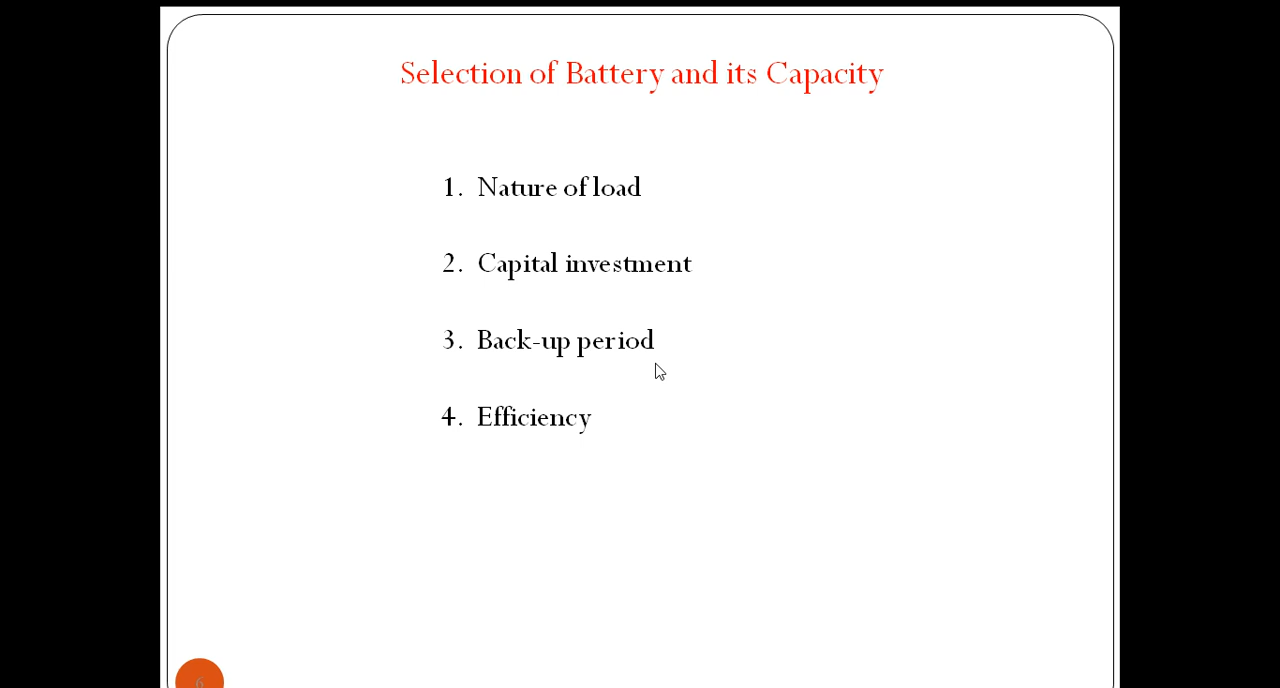 Selection of Battery and its Capacity
1. Nature of load
2. Capital investment
3. Back-up period
4. Efficiency
6